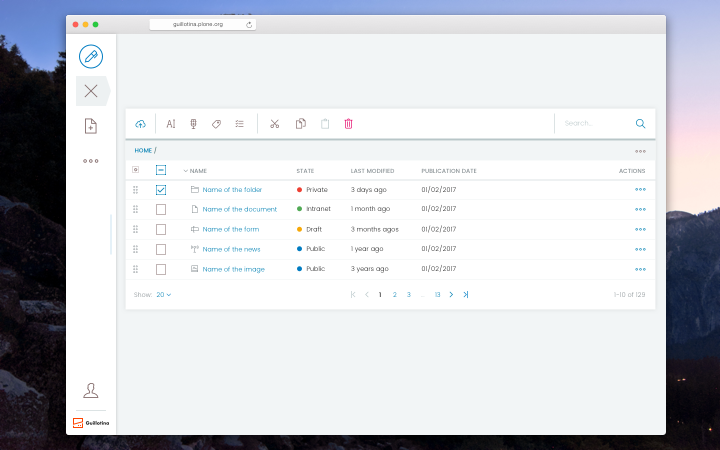 guillotina.plone.org
Search...
HOME /
NAME STATE LAST MODIFIED PUBLICATION DATE ACTIONS
Name of the folder Private 3 days ago 01/02/2017
Name of the document Intranet 1 month ago 01/02/2017
Name of the form Draft 3 months agos 01/02/2017
Name of the news Public 1 year ago 01/02/2017
Name of the image Public 3 years ago 01/02/2017
Show: 20 1 2 3 ... 13 1-10 of 129
Guillotina